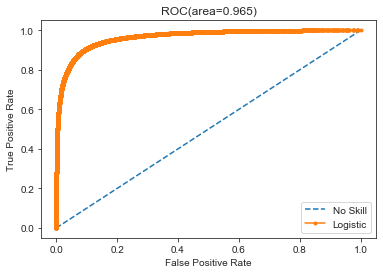 ROC(area=0.965)
True Positive Rate
1.0
0.8
0.6
0.4
0.2
0.0
0.0 0.2 0.4 0.6 0.8 1.0
False Positive Rate
No Skill
Logistic